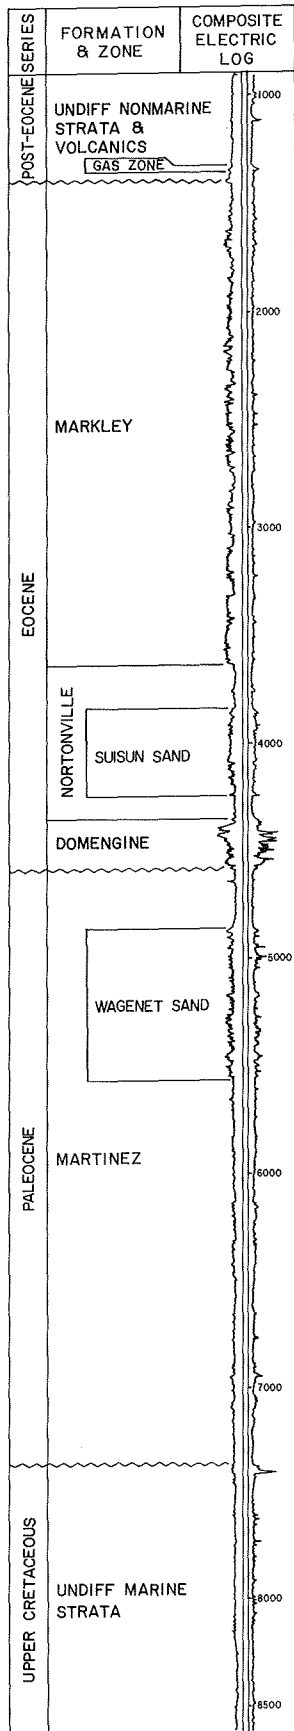 SERIES
FORMATION
& ZONE
COMPOSITE
ELECTRIC
LOG
POST-EOCENE
UNDIFF NONMARINE
STRATA &
VOLCANICS
GAS ZONE
1000
EOCENE
MARKLEY
2000
3000
NORTONVILLE
SUISUN SAND
4000
DOMENGINE
PALEOCENE
WAGENET SAND
5000
MARTINEZ
6000
7000
UPPER CRETACEOUS
UNDIFF MARINE
STRATA
8000
8500